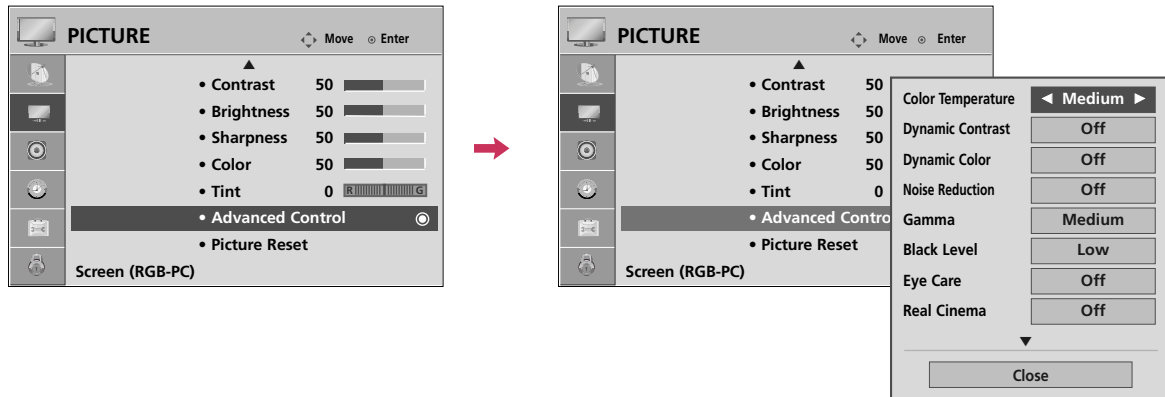 PICTURE Move Enter
• Contrast 50
• Brightness 50
• Sharpness 50
• Color 50
• Tint 0 R G
• Advanced Control
• Picture Reset
Screen (RGB-PC)
PICTURE Move Enter
• Contrast 50
• Brightness 50
• Sharpness 50
• Color 50
• Tint 0
• Advanced Contro
• Picture Reset
Screen (RGB-PC)
Color Temperature ◄ Medium ►
Dynamic Contrast Off
Dynamic Color Off
Noise Reduction Off
Gamma Medium
Black Level Low
Eye Care Off
Real Cinema Off
Close